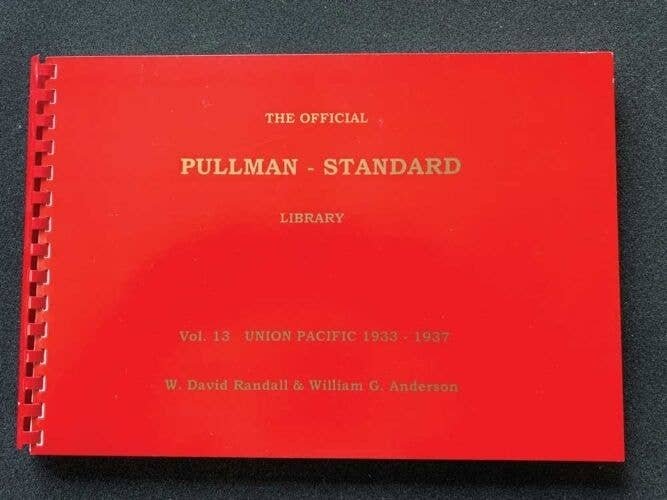 THE OFFICIAL
PULLMAN - STANDARD
LIBRARY
Vol. 13 UNION PACIFIC 1933 - 1937
W. David Randall & William G. Anderson